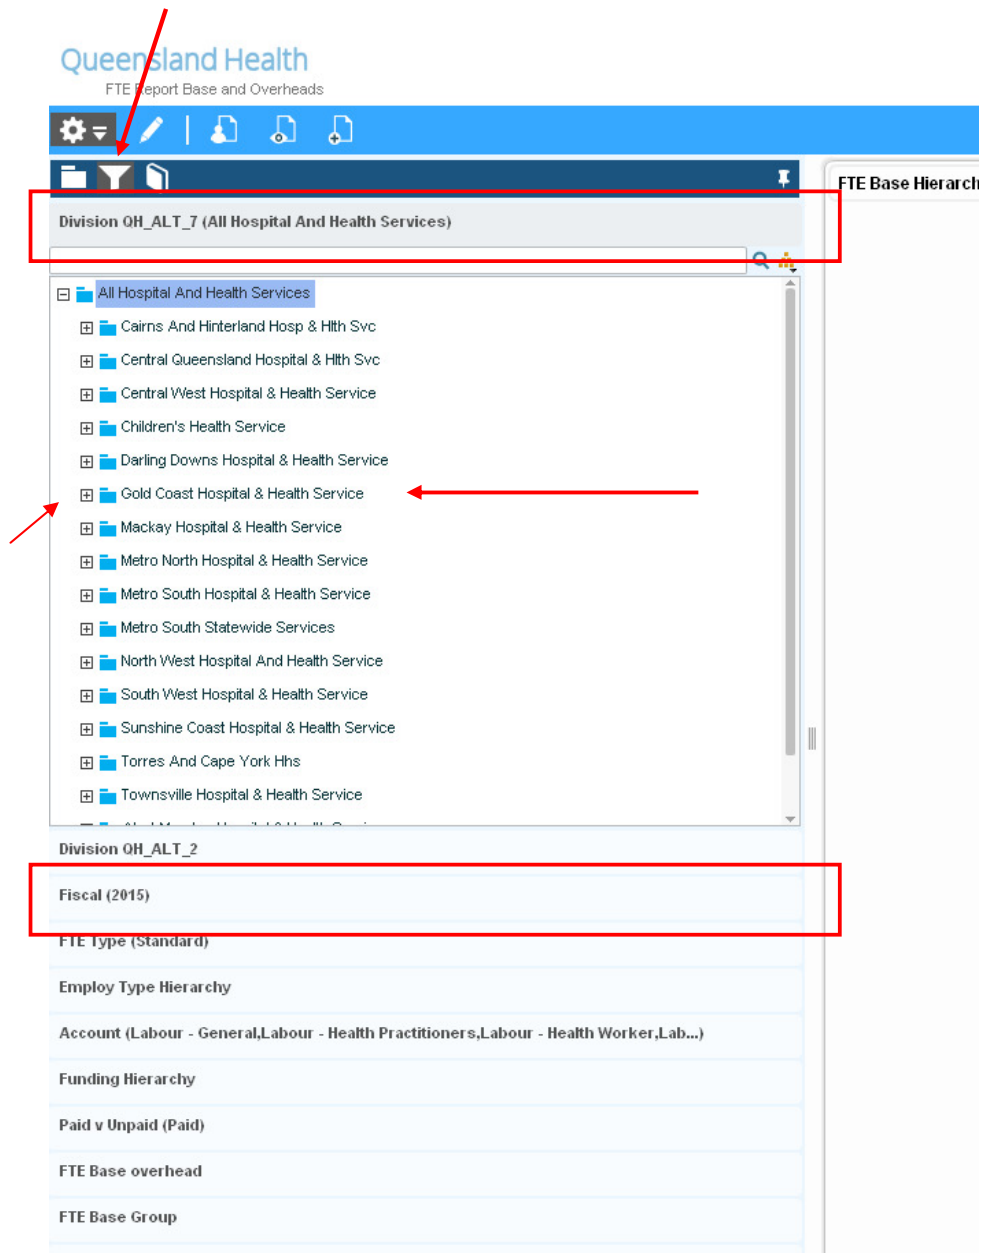 Queensland Health
FTE Report Base and Overheads
FTE Base Hierarch
Division QH_ALT_7 (All Hospital And Health Services)
All Hospital And Health Services
Cairns And Hinterland Hosp & Hlth Svc
Central Queensland Hospital & Hlth Svc
Central West Hospital & Health Service
Children's Health Service
Darling Downs Hospital & Health Service
Gold Coast Hospital & Health Service
Mackay Hospital & Health Service
Metro North Hospital & Health Service
Metro South Hospital & Health Service
Metro South Statewide Services
North West Hospital And Health Service
South West Hospital & Health Service
Sunshine Coast Hospital & Health Service
Torres And Cape York Hhs
Townsville Hospital & Health Service
Division QH_ALT_2
Fiscal (2015)
FTE Type (Standard)
Employ Type Hierarchy
Account (Labour - General,Labour - Health Practitioners,Labour - Health Worker,Lab...)
Funding Hierarchy
Paid v Unpaid (Paid)
FTE Base overhead
FTE Base Group